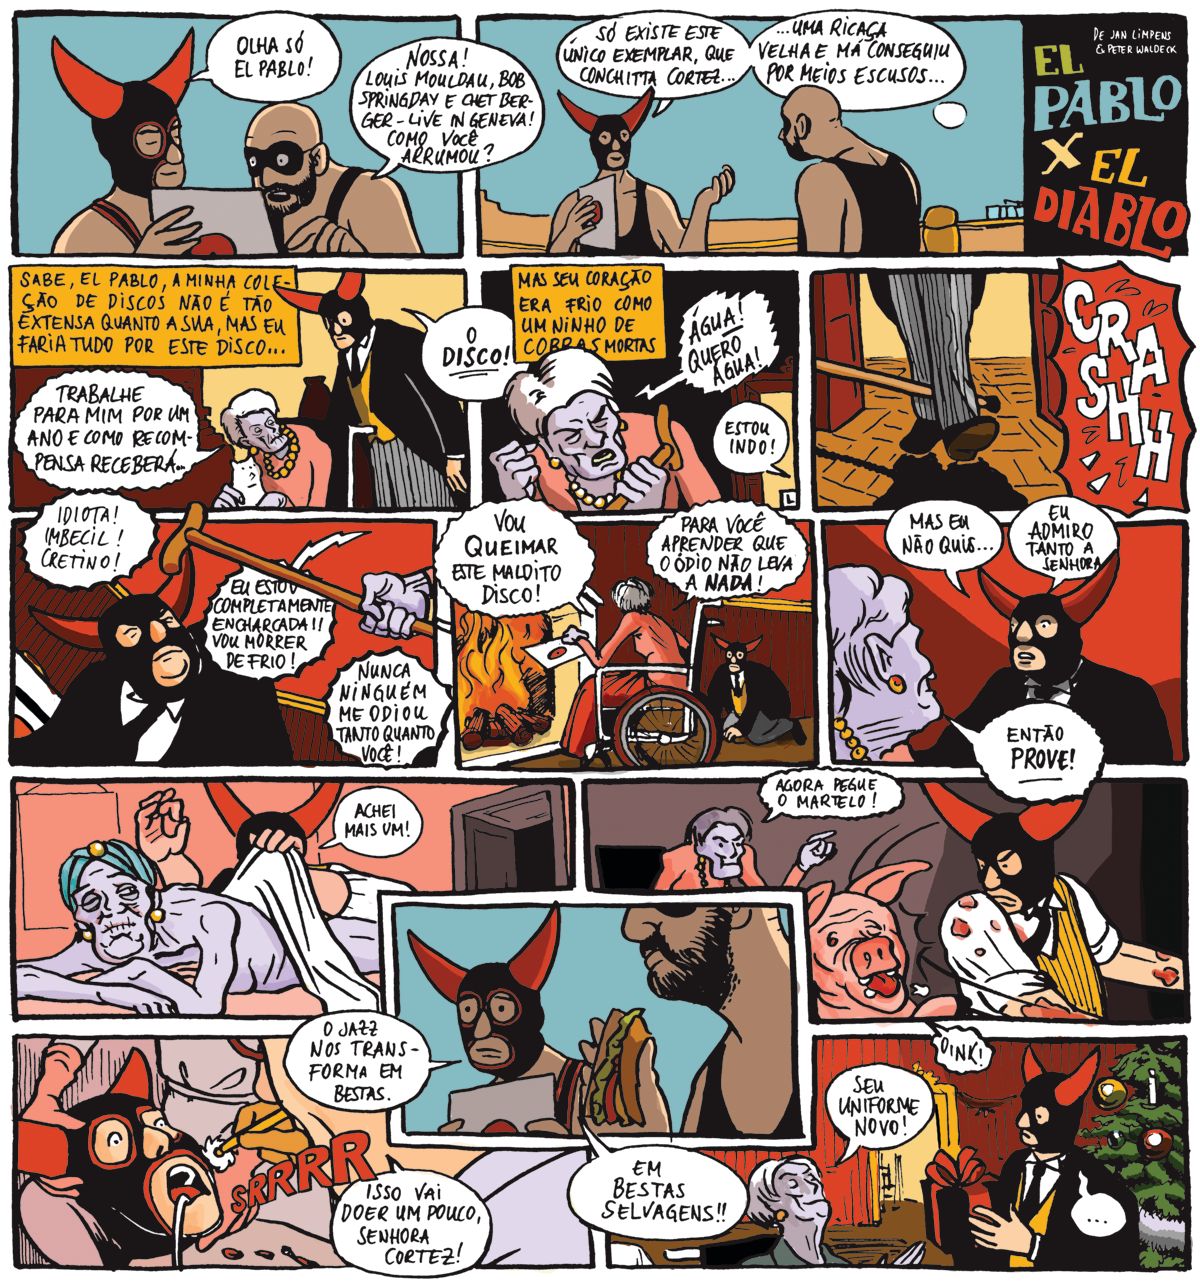 OLHA SÓ
EL PABLO!
NOSSA!
LOUIS MOULDAU, BOB
SPRINGDAY E CHET BER-
GER - LIVE IN GENEVA!
COMO VOCÊ
ARRUMOU?
SÓ EXISTE ESTE
ÚNICO EXEMPLAR, QUE
CONCHITTA CORTEZ...
...UMA RICAÇA
VELHA E MÁ CONSEGUIU
POR MEIOS ESCUSOS...
DE JAN LIMPENS
& PETER WALDECK
EL
PABLO
X EL
DIABLO
SABE, EL PABLO, A MINHA COLE-
ÇÃO DE DISCOS NÃO É TÃO
EXTENSA QUANTO A SUA, MAS EU
FARIA TUDO POR ESTE DISCO...
TRABALHE
PARA MIM POR UM
ANO E COMO RECOM-
PENSA RECEBERÁ...
O
DISCO!
MAS SEU CORAÇÃO
ERA FRIO COMO
UM NINHO DE
COBRAS MORTAS
ÁGUA!
QUERO
ÁGUA!
ESTOU
INDO!
L
CRA
SHHH
IDIOTA!
IMBECIL!
CRETINO!
EU ESTOU
COMPLETAMENTE
ENCHARCADA!!
VOU MORRER
DE FRIO!
NUNCA
NINGUÉM
ME ODIOU
TANTO QUANTO
VOCÊ!
VOU
QUEIMAR
ESTE MALDITO
DISCO!
PARA VOCÊ
APRENDER QUE
O ÓDIO NÃO LEVA
A NADA!
MAS EU
NÃO QUIS...
EU
ADMIRO
TANTO A
SENHORA
ENTÃO
PROVE!
ACHEI
MAIS UM!
AGORA PEGUE
O MARTELO!
OINK!
O JAZZ
NOS TRANS-
FORMA EM
BESTAS.
EM
BESTAS
SELVAGENS!!
SRRRR
ISSO VAI
DOER UM POUCO,
SENHORA
CORTEZ!
SEU
UNIFORME
NOVO!
...